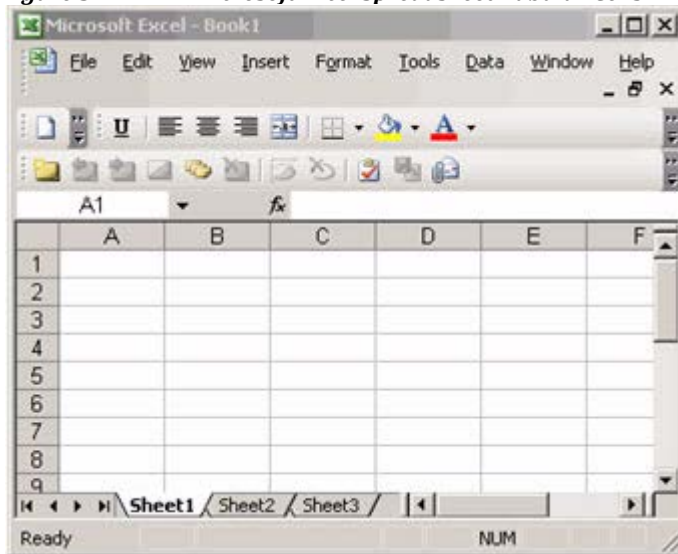 Microsoft Excel - Book1
File Edit View Insert Format Tools Data Window Help
U A
A1 fx
A B C D E F
1
2
3
4
5
6
7
8
9
Sheet1 Sheet2 Sheet3
Ready NUM